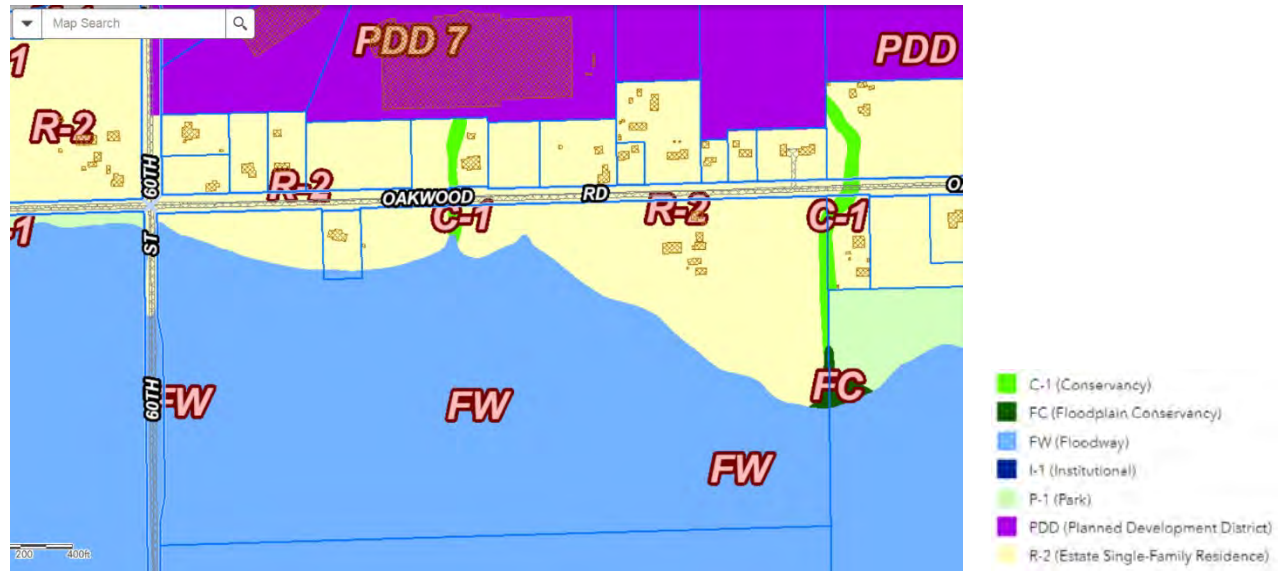 Map Search
PDD 7
PDD
1
R-2
60TH
R-2
OAKWOOD
RD
R-2
C-1
C-1
1
ST
FC
60TH
FW
FW
FW
200
400ft
C-1 (Conservancy)
FC (Floodplain Conservancy)
FW (Floodway)
I-1 (Institutional)
P-1 (Park)
PDD (Planned Development District)
R-2 (Estate Single-Family Residence)